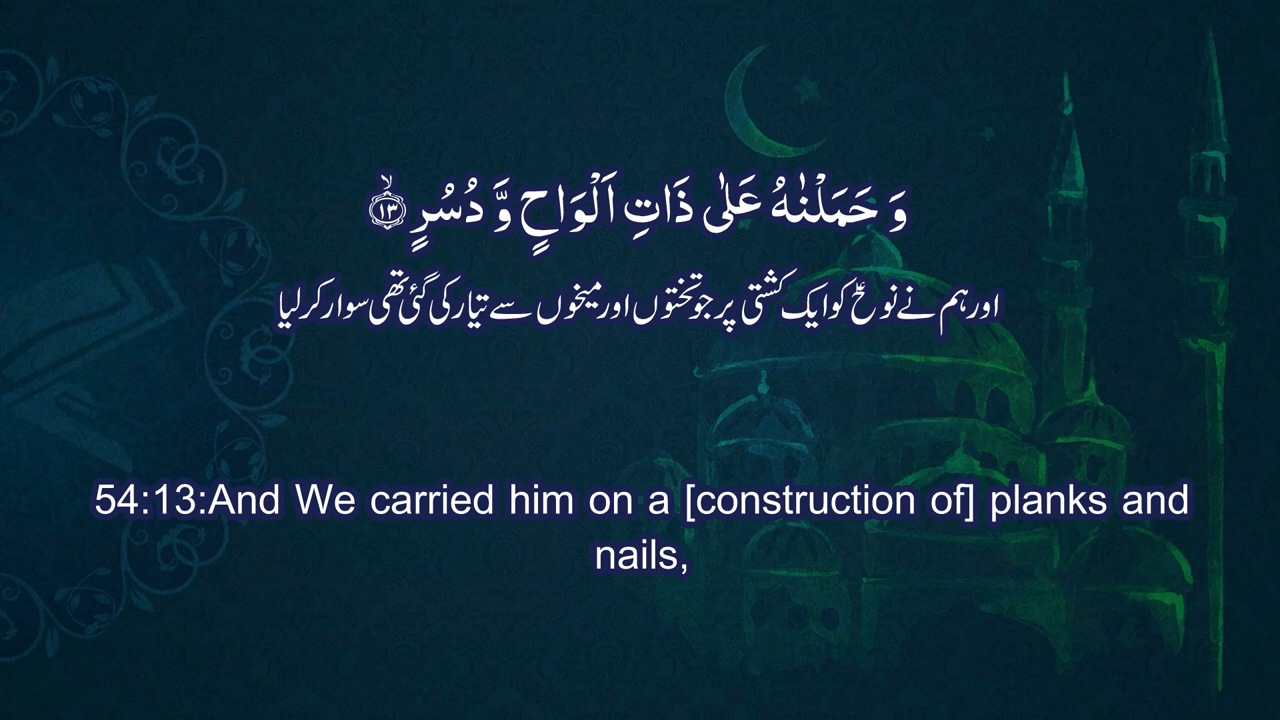 وَ حَمَلْنٰهُ عَلٰى ذَاتِ اَلْوَاحٍ وَّ دُسُرٍ ۙ﴿۱۳﴾
اور ہم نے نوحؑ کو ایک کشتی پر جو تختوں اور میخوں سے تیار کی گئی تھی سوار کرلیا
54:13:And We carried him on a [construction of] planks and
nails,